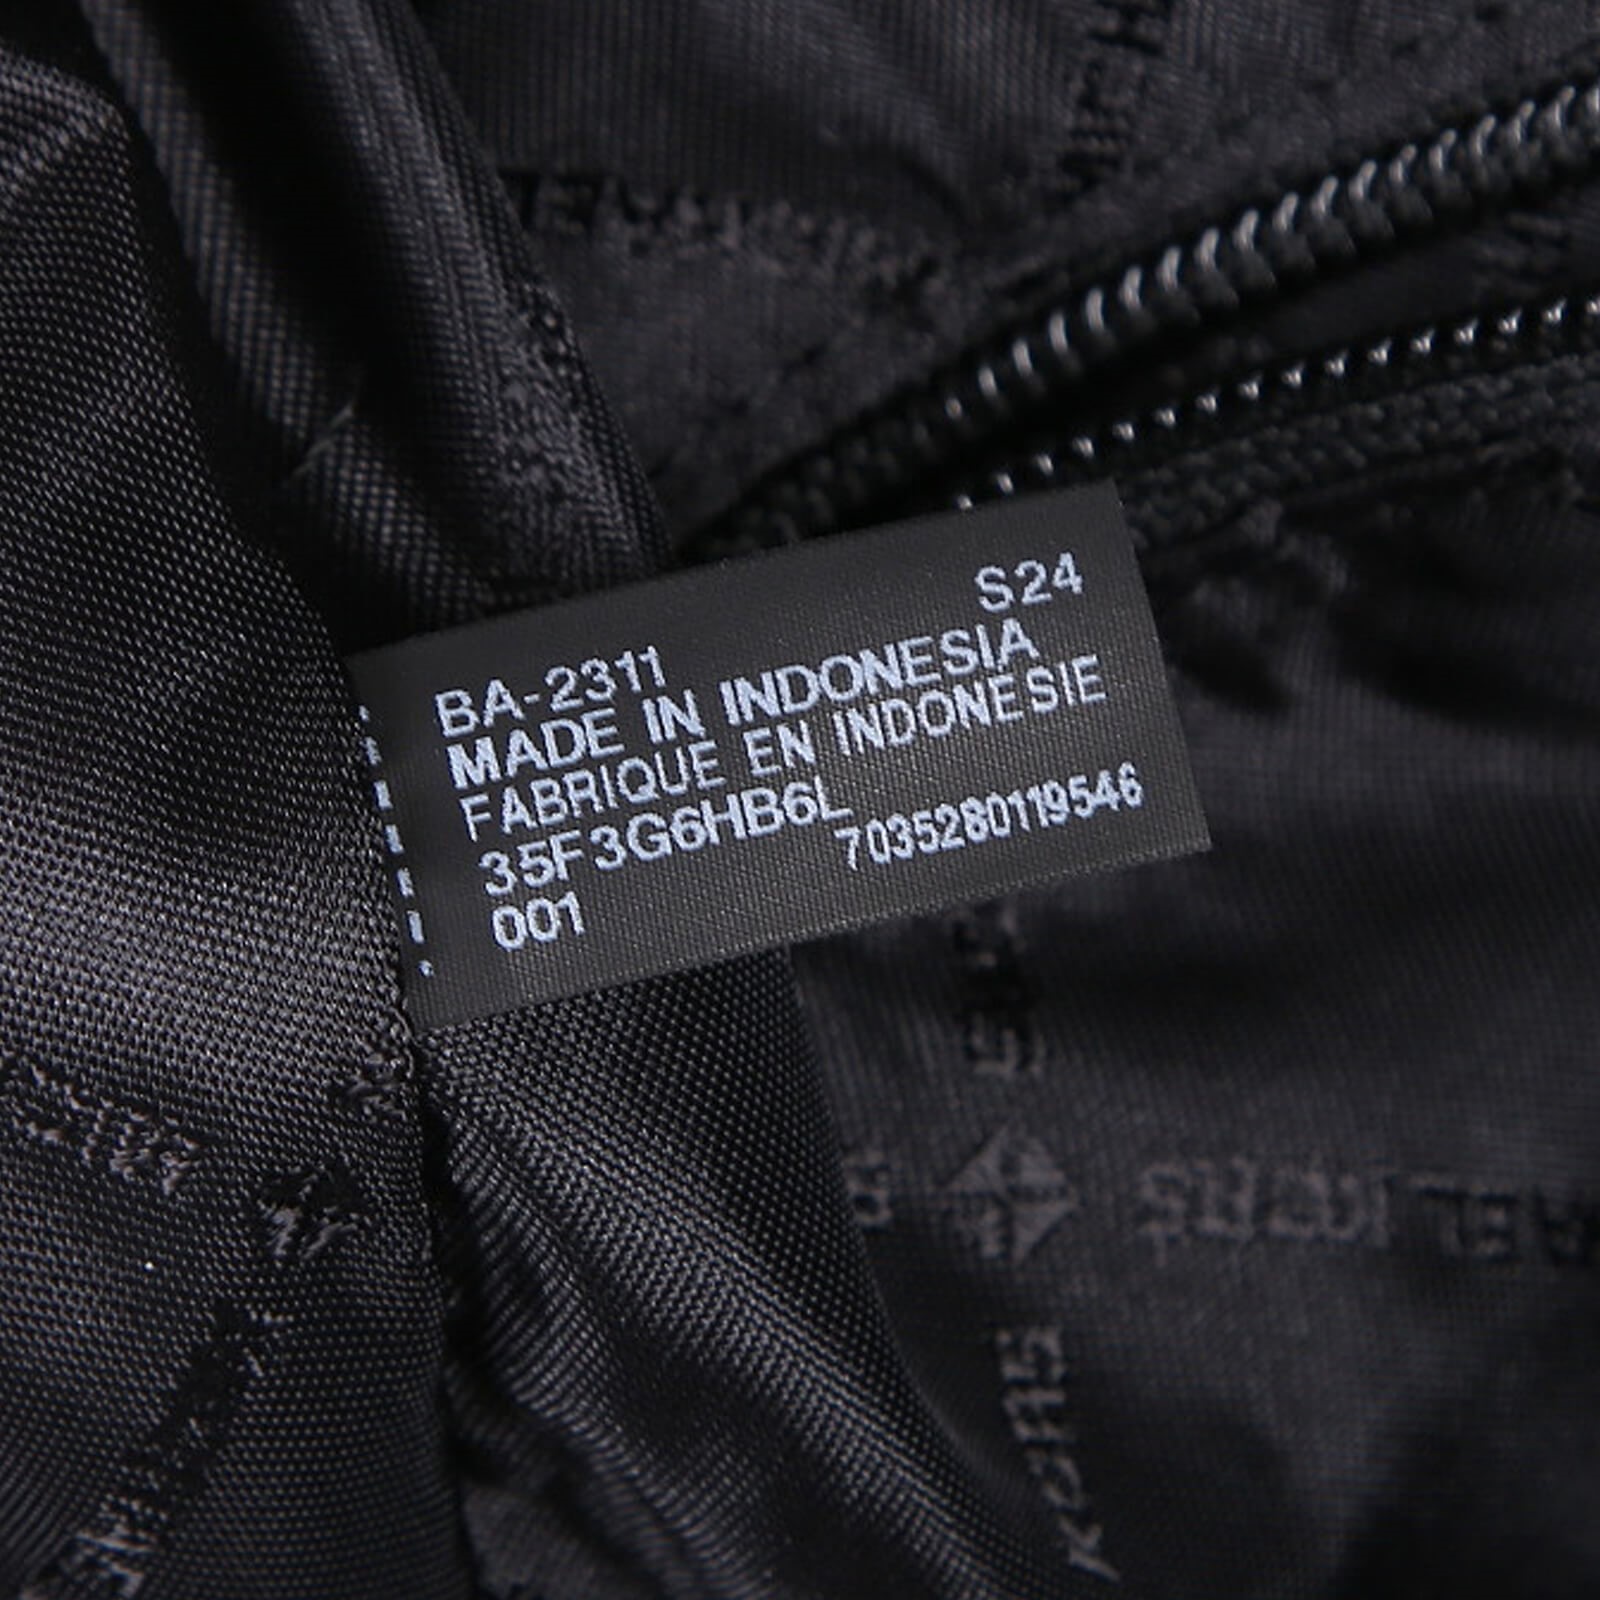 S24
BA-2311
MADE IN INDONESIA
FABRIQUE EN INDONESIE
35F3G6HB6L
7035280119546
001